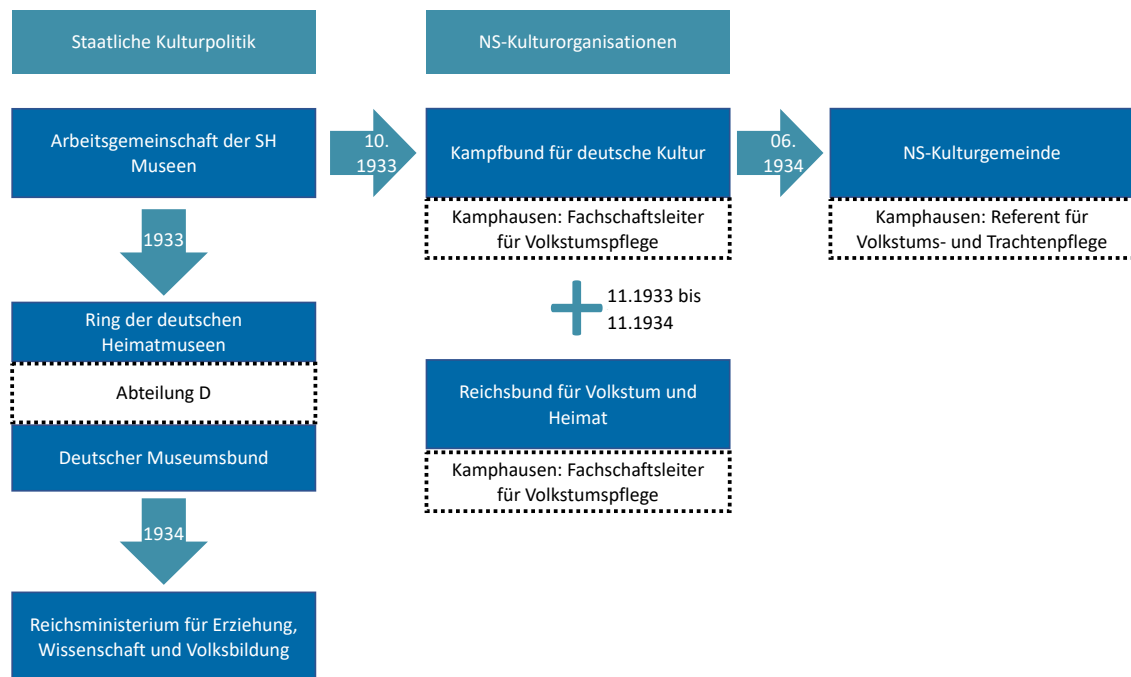 Staatliche Kulturpolitik
NS-Kulturorganisationen
Arbeitsgemeinschaft der SH
Museen
10.
1933
Kampfbund für deutsche Kultur
06.
1934
NS-Kulturgemeinde
Kamphausen: Fachschaftsleiter
für Volkstumspflege
Kamphausen: Referent für
Volkstums- und Trachtenpflege
1933
11.1933 bis
11.1934
Ring der deutschen
Heimatmuseen
Abteilung D
Deutscher Museumsbund
Reichsbund für Volkstum und
Heimat
Kamphausen: Fachschaftsleiter
für Volkstumspflege
1934
Reichsministerium für Erziehung,
Wissenschaft und Volksbildung